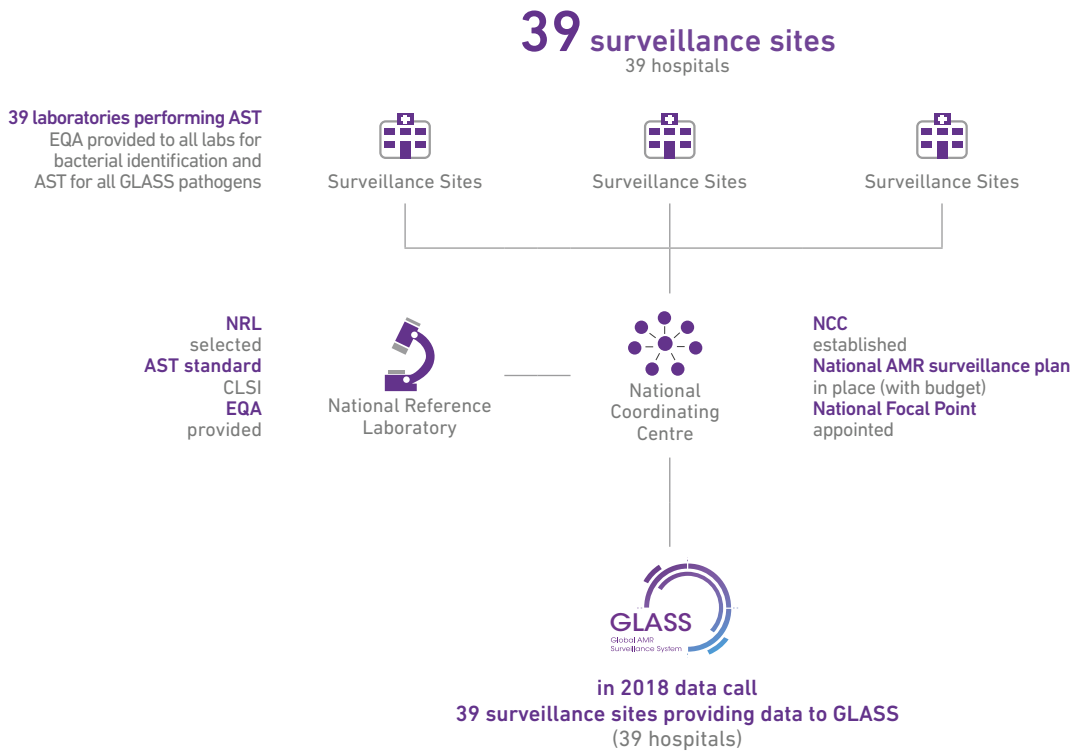 39 surveillance sites
39 hospitals
39 laboratories performing AST
EQA provided to all labs for
bacterial identification and
AST for all GLASS pathogens
Surveillance Sites
Surveillance Sites
Surveillance Sites
NRL
selected
AST standard
CLSI
EQA
provided
National Reference
Laboratory
National
Coordinating
Centre
NCC
established
National AMR surveillance plan
in place (with budget)
National Focal Point
appointed
GLASS
Global AMR
Surveillance System
in 2018 data call
39 surveillance sites providing data to GLASS
(39 hospitals)